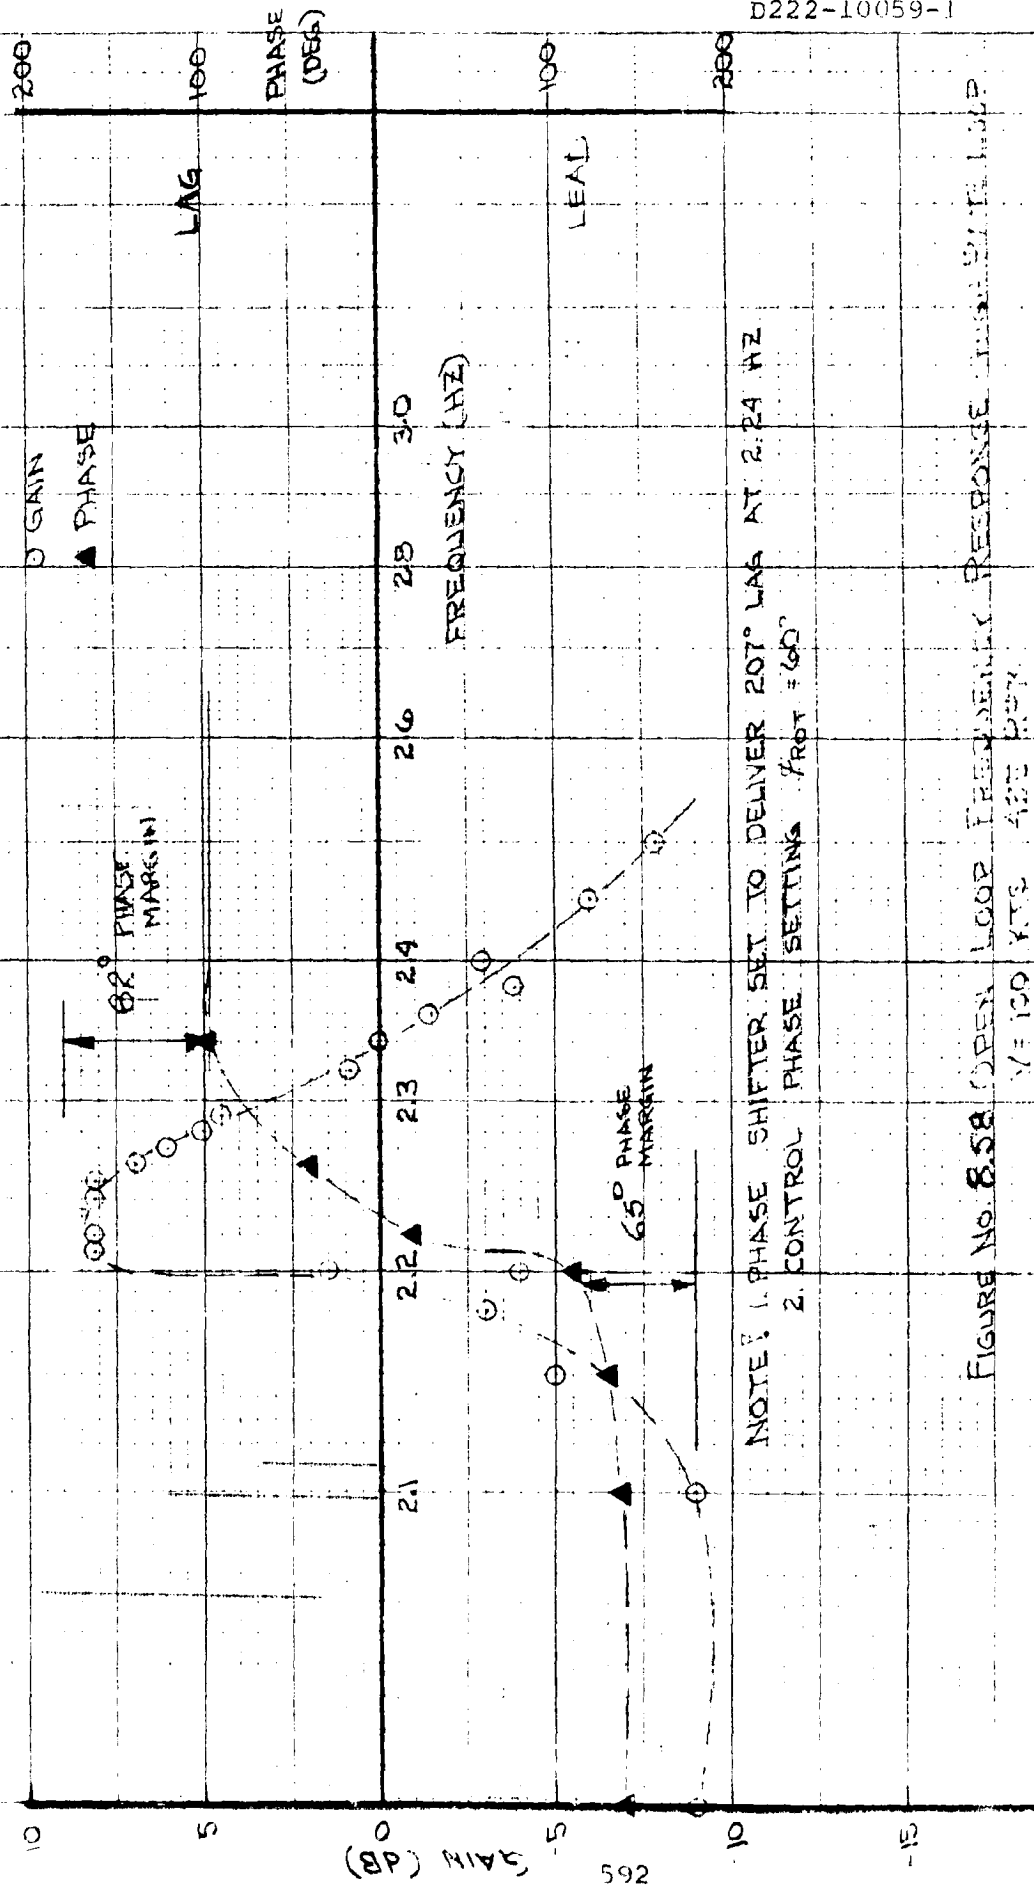 D222-10059-1
200
100
PHASE
(DEG)
100
200
LAG
LEAD
⊙ GAIN
▲ PHASE
10
5
0
-5
-10
-15
GAIN (dB)
2.1
2.2
2.3
2.4
2.6
2.8
3.0
FREQUENCY (HZ)
82° PHASE
MARGIN
65° PHASE
MARGIN
NOTE: 1. PHASE SHIFTER SET TO DELIVER 207° LAG AT 2.24 HZ
2. CONTROL PHASE SETTING ROT = 60°
FIGURE NO 8.58 OPEN LOOP FREQUENCY RESPONSE LOOP
V = 100 KTS
592